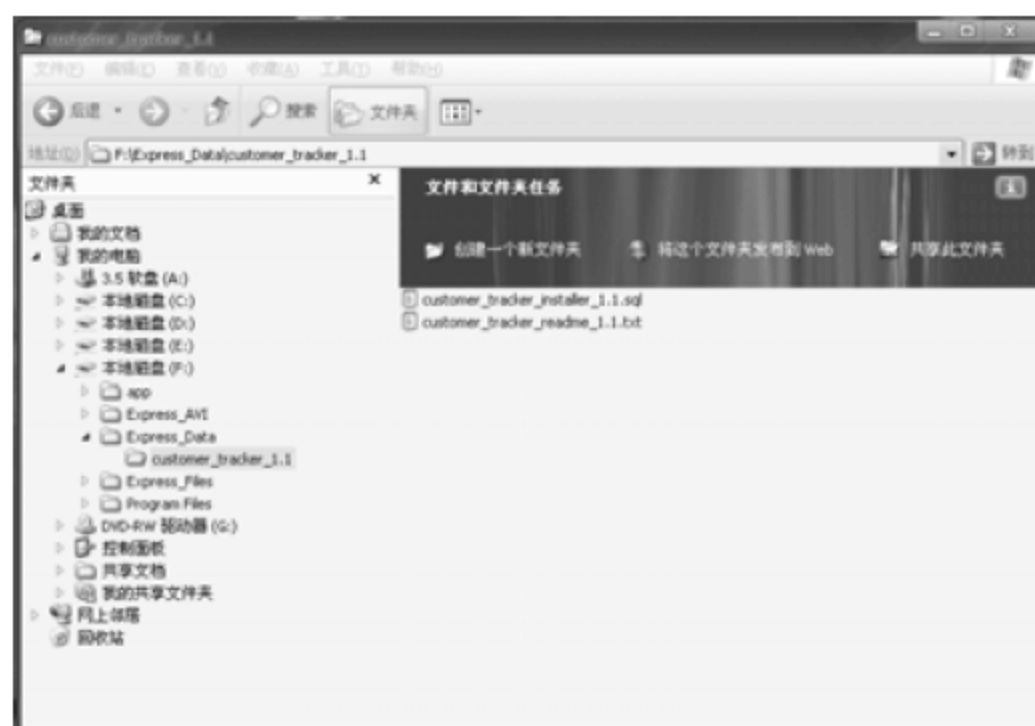 customer_tracker_1.1
文件(F) 编辑(E) 查看(V) 收藏(A) 工具(T) 帮助(H)
后退 搜索 文件夹
地址(D) F:\Express_Data\customer_tracker_1.1 转到
文件夹 x
桌面
我的文档
我的电脑
3.5 软盘 (A:)
本地磁盘 (C:)
本地磁盘 (D:)
本地磁盘 (E:)
本地磁盘 (F:)
app
Express_AVI
Express_Data
customer_tracker_1.1
Express_Files
Program Files
DVD-RW 驱动器 (G:)
控制面板
共享文档
我的共享文件夹
网上邻居
回收站
文件和文件夹任务
创建一个新文件夹 将这个文件夹发布到 Web 共享此文件夹
customer_tracker_installer_1.1.sql
customer_tracker_readme_1.1.txt